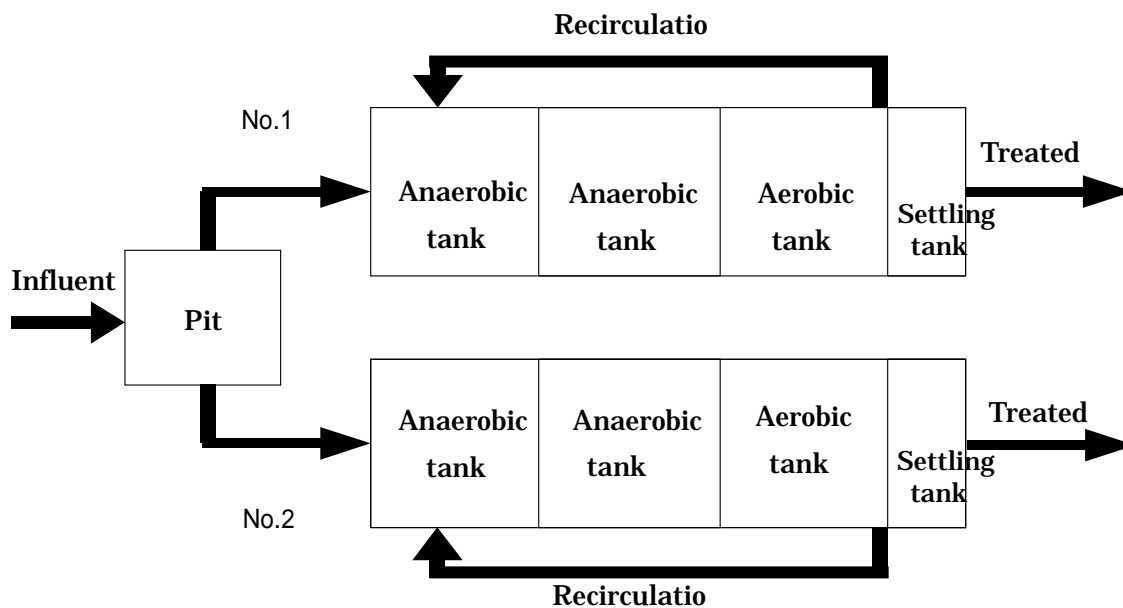 Recirculatio
No.1
Treated
Anaerobic
tank
Anaerobic
tank
Aerobic
tank
Settling
tank
Influent
Pit
Anaerobic
tank
Anaerobic
tank
Aerobic
tank
Settling
tank
Treated
No.2
Recirculatio